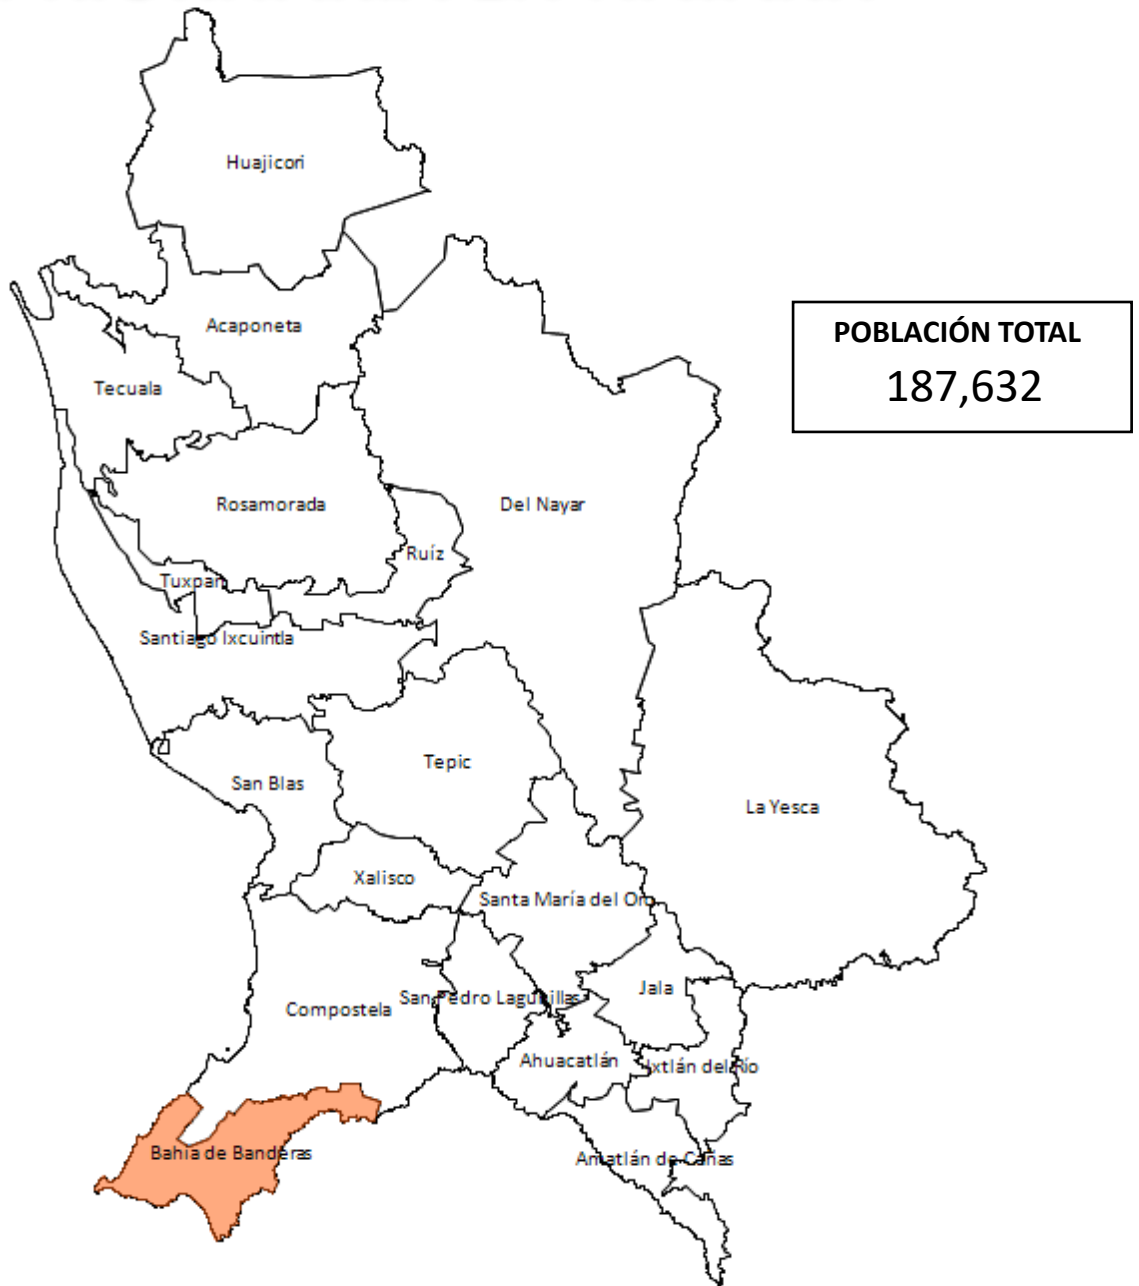 Huajicori
Acaponeta
POBLACIÓN TOTAL
187,632
Tecuala
Rosamorada
Del Nayar
Ruíz
Tuxpan
Santiago Ixcuintla
Tepic
San Blas
La Yesca
Xalisco
Santa María del Oro
Jala
San Pedro Lagunillas
Compostela
Ahuacatlán
Ixtlán del Río
Bahía de Banderas
Amatlán de Cañas